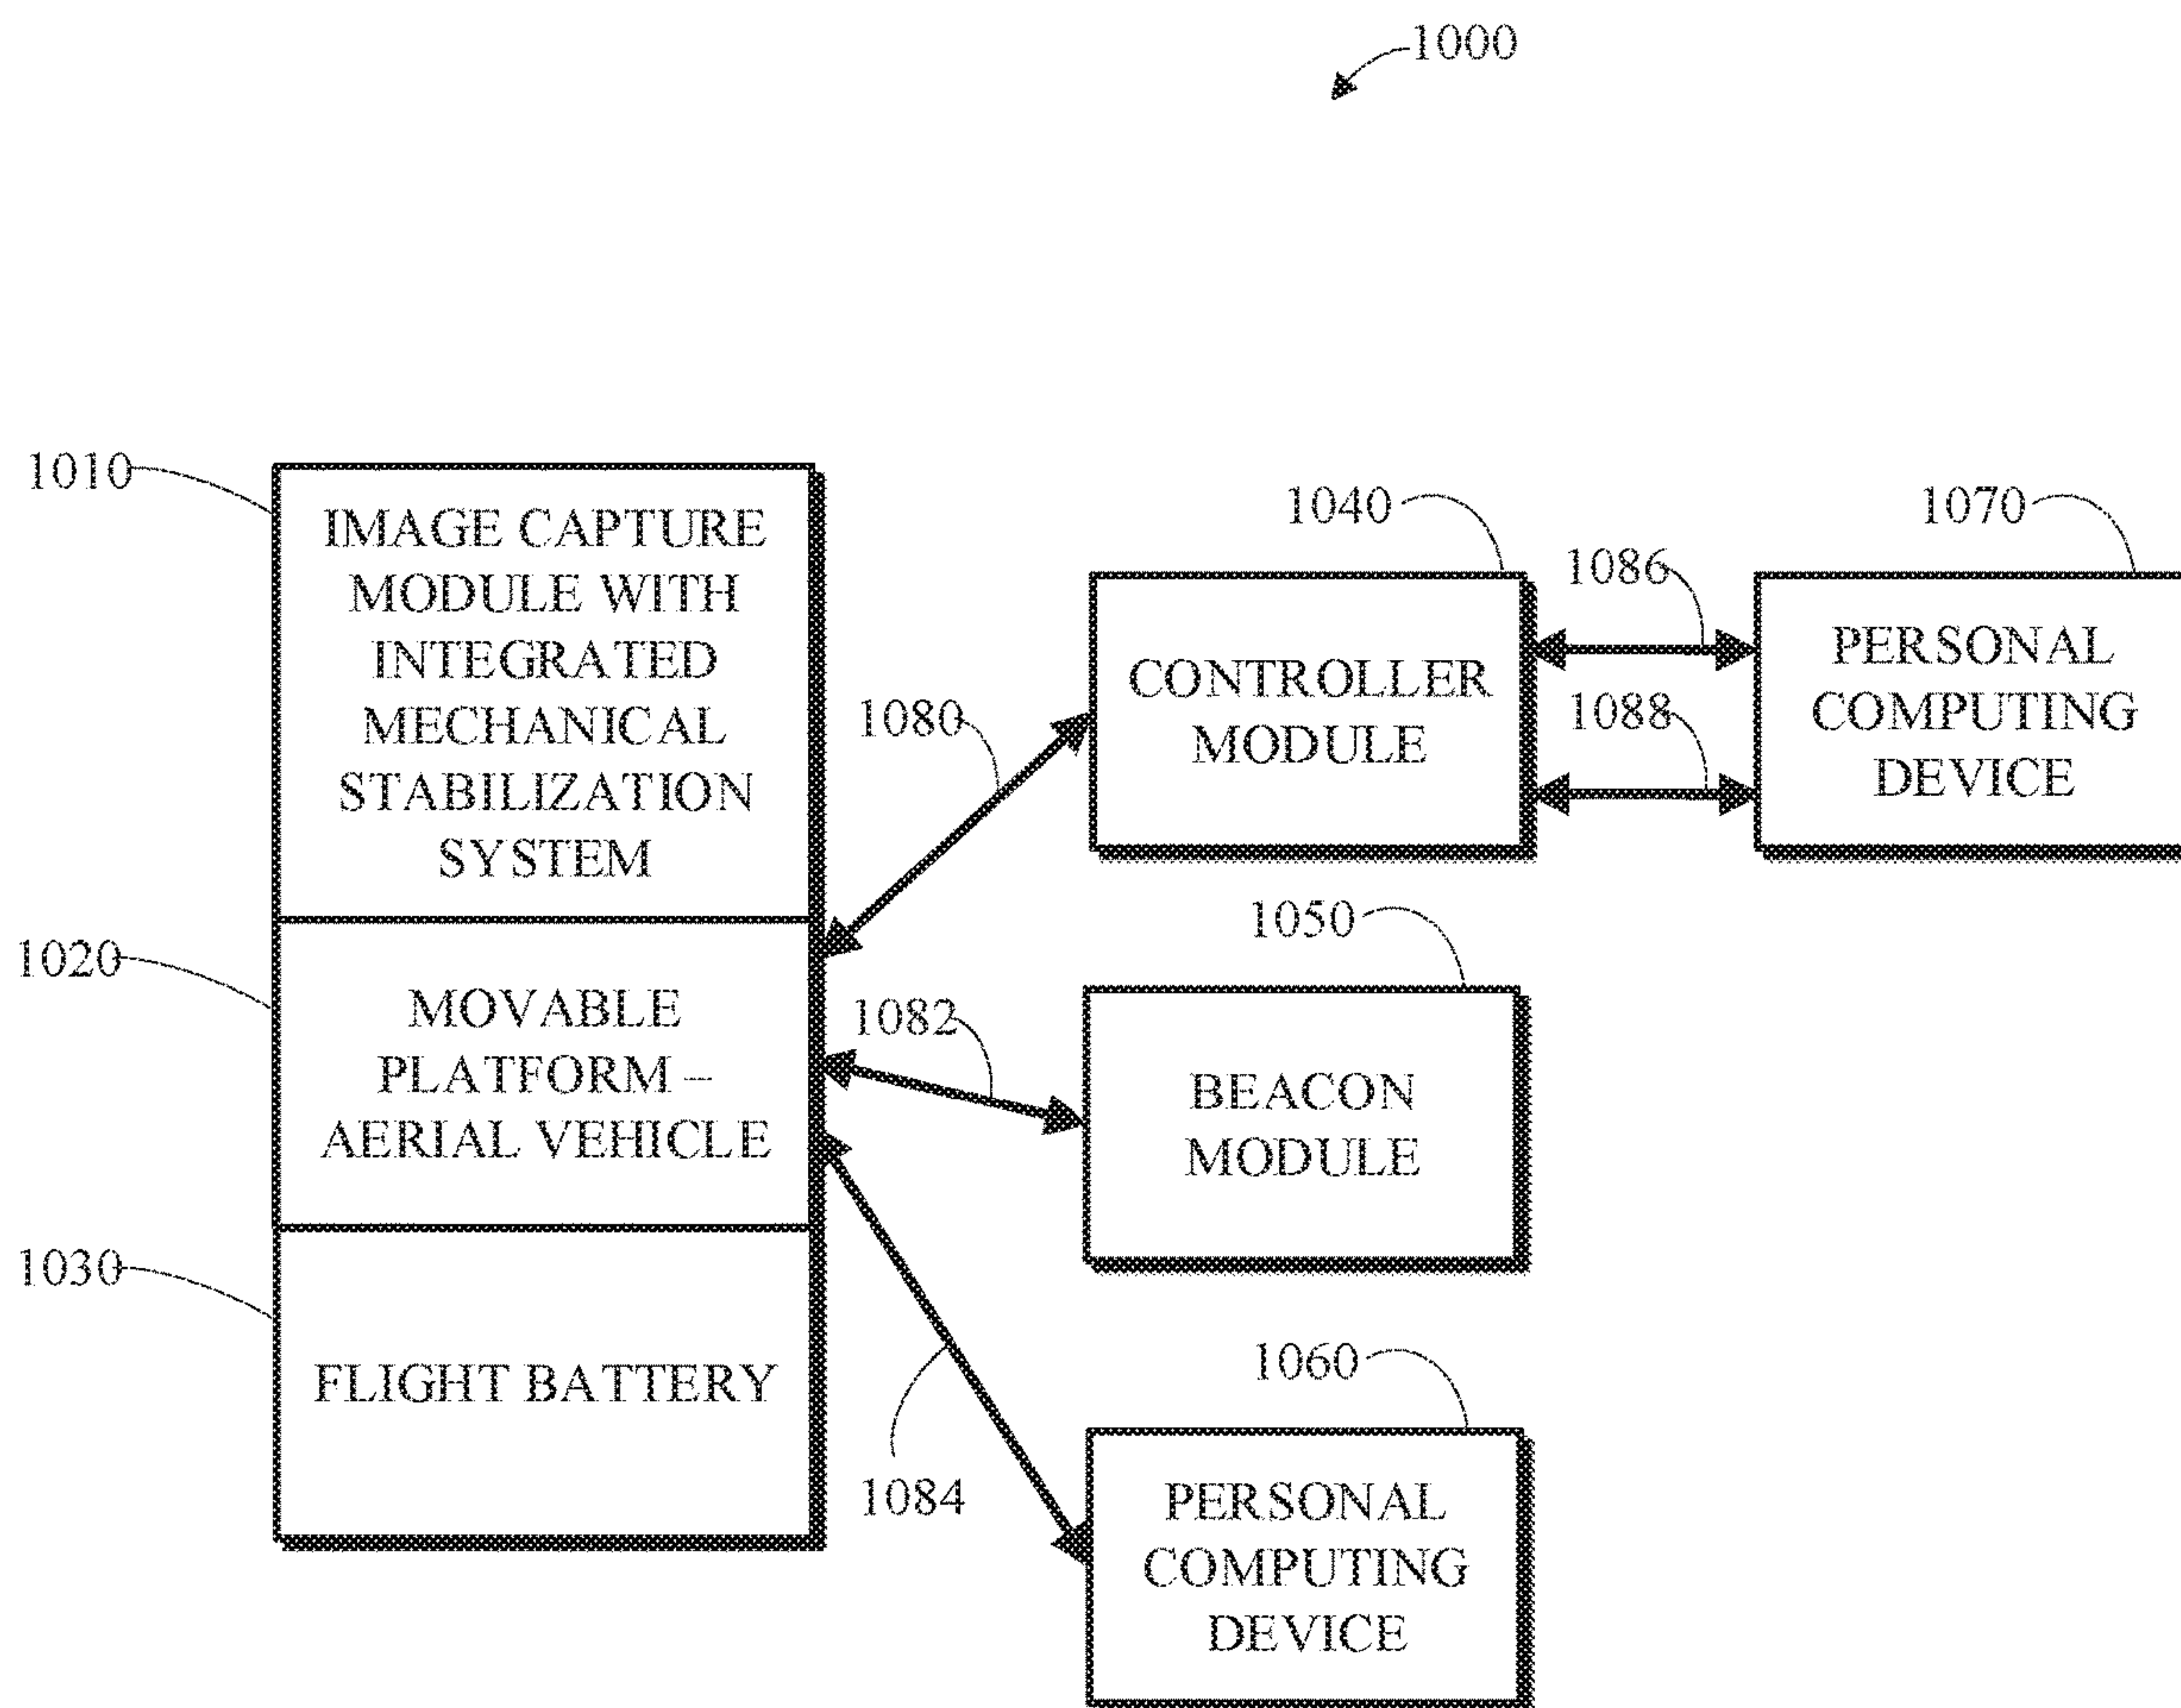 1000
1010
IMAGE CAPTURE
MODULE WITH
INTEGRATED
MECHANICAL
STABILIZATION
SYSTEM
1020
MOVABLE
PLATFORM –
AERIAL VEHICLE
1030
FLIGHT BATTERY
1080
1082
1084
1040
CONTROLLER
MODULE
1086
1088
1070
PERSONAL
COMPUTING
DEVICE
1050
BEACON
MODULE
1060
PERSONAL
COMPUTING
DEVICE